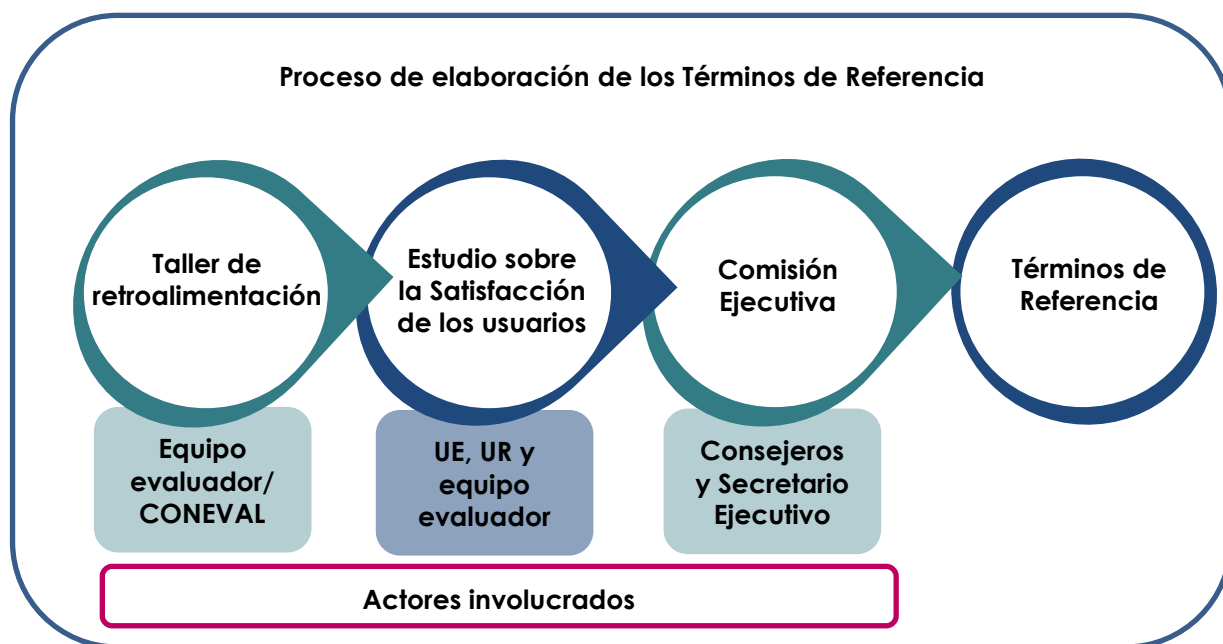 Proceso de elaboración de los Términos de Referencia
Taller de
retroalimentación
Estudio sobre
la Satisfacción
de los usuarios
Comisión
Ejecutiva
Términos de
Referencia
Equipo
evaluador/
CONEVAL
UE, UR y
equipo
evaluador
Consejeros
y Secretario
Ejecutivo
Actores involucrados